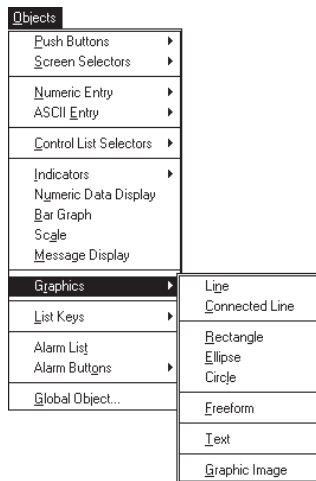 Objects
Push Buttons
Screen Selectors
Numeric Entry
ASCII Entry
Control List Selectors
Indicators
Numeric Data Display
Bar Graph
Scale
Message Display
Graphics
List Keys
Alarm List
Alarm Buttons
Global Object...
Line
Connected Line
Rectangle
Ellipse
Circle
Freeform
Text
Graphic Image